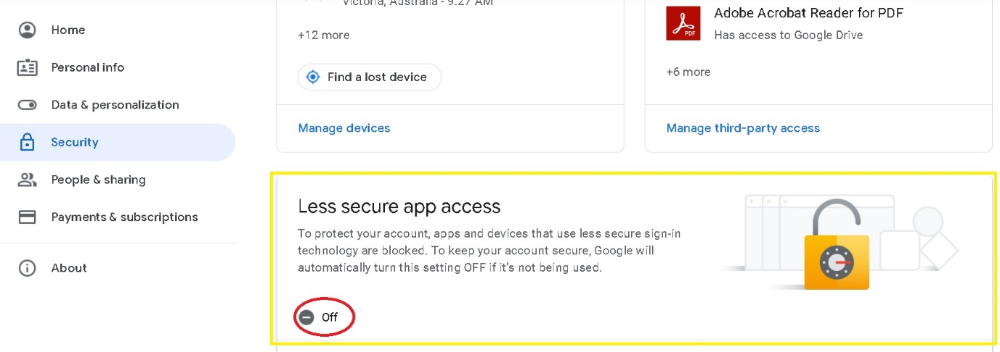 Home
Personal info
Data & personalization
Security
People & sharing
Payments & subscriptions
About
Victoria, Australia - 9:27 AM
+12 more
Find a lost device
Manage devices
Adobe Acrobat Reader for PDF
Has access to Google Drive
PDF
+6 more
Manage third-party access
Less secure app access
To protect your account, apps and devices that use less secure sign-in
technology are blocked. To keep your account secure, Google will
automatically turn this setting OFF if it's not being used.
Off